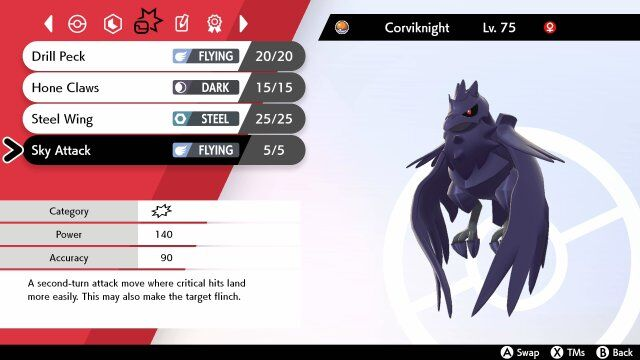 Corviknight Lv. 75
Drill Peck FLYING 20/20
Hone Claws DARK 15/15
Steel Wing STEEL 25/25
Sky Attack FLYING 5/5
Category
Power 140
Accuracy 90
A second-turn attack move where critical hits land
more easily. This may also make the target flinch.
A Swap X TMs B Back